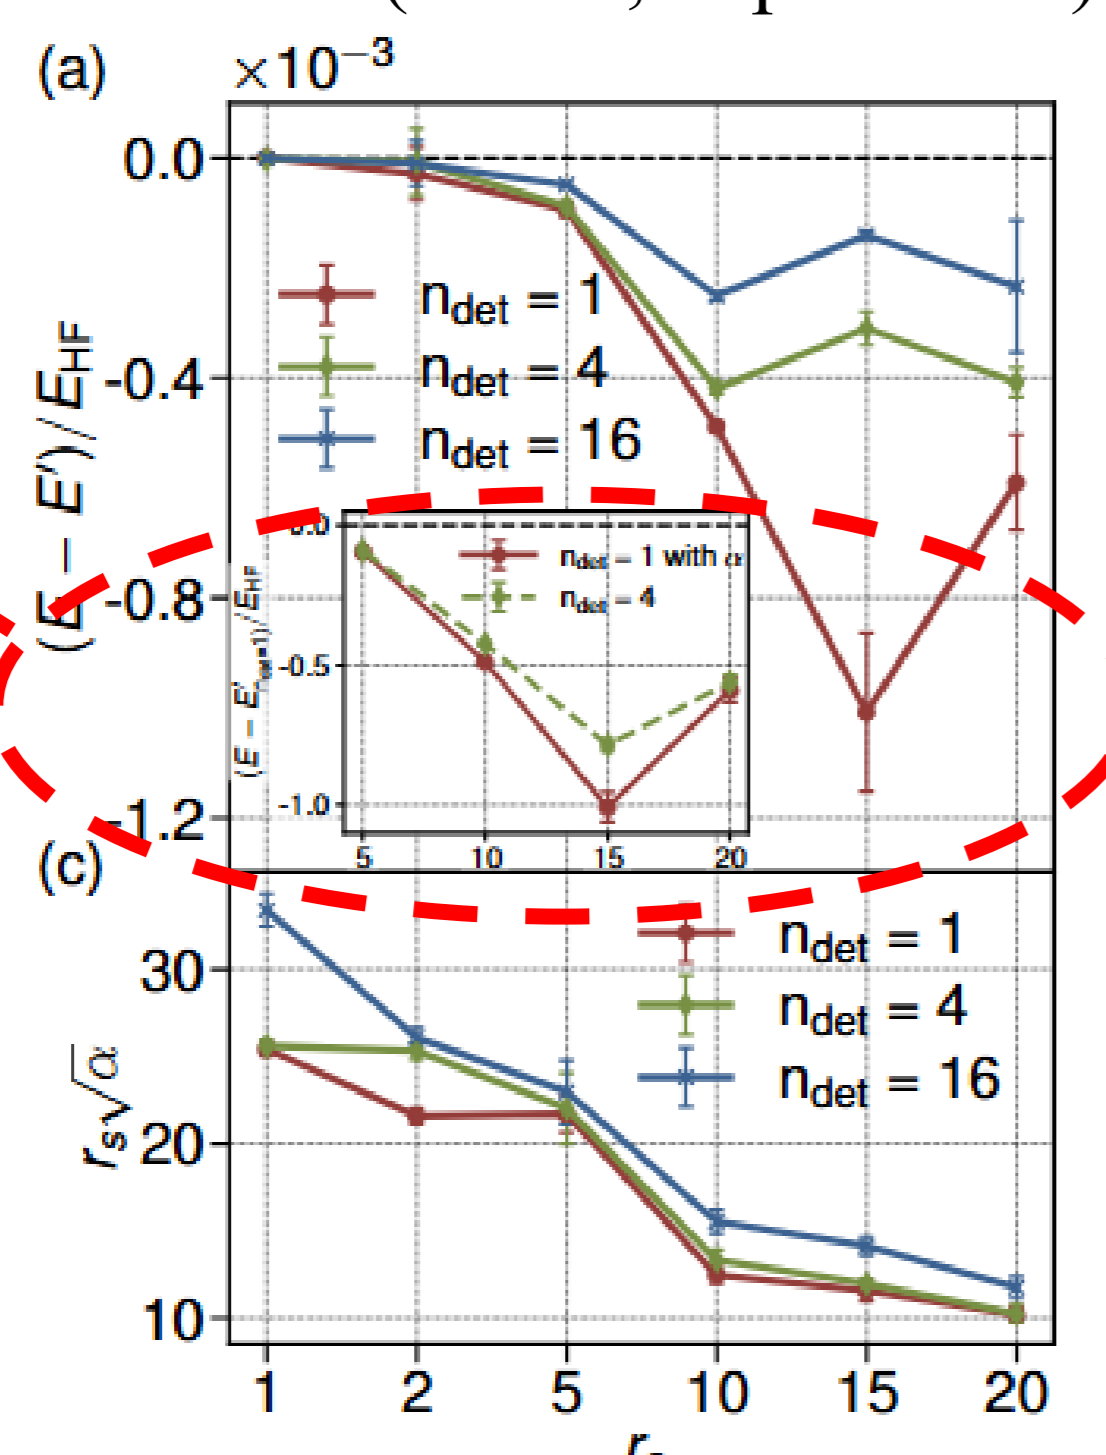 (a)
×10⁻³
0.0
-0.4
-0.8
-1.2
(E − E′)/E_HF
n_det = 1
n_det = 4
n_det = 16
0.0
-0.5
-1.0
n_det = 1 with α
n_det = 4
5 10 15 20
(c)
30
20
10
r_s√α
n_det = 1
n_det = 4
n_det = 16
1 2 5 10 15 20